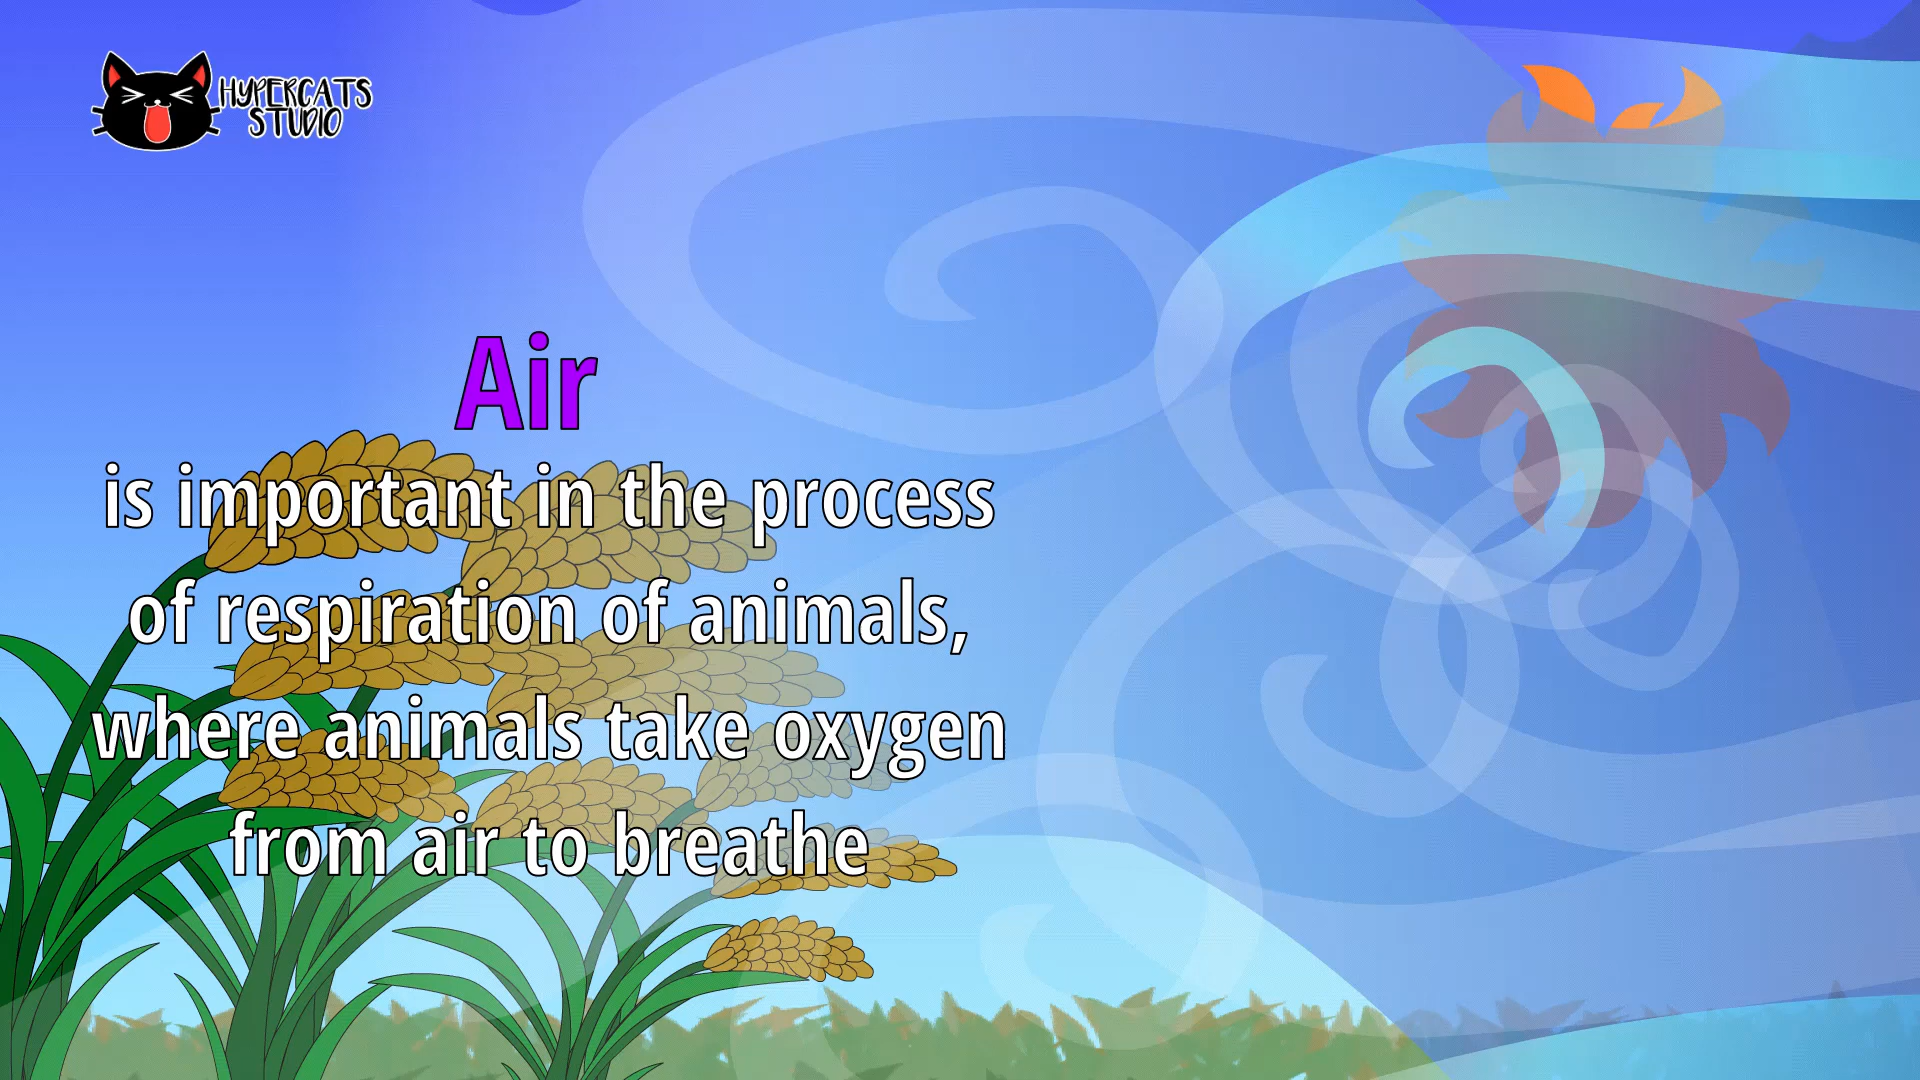 HYPERCATS
STUDIO
Air
is important in the process
of respiration of animals,
where animals take oxygen
from air to breathe